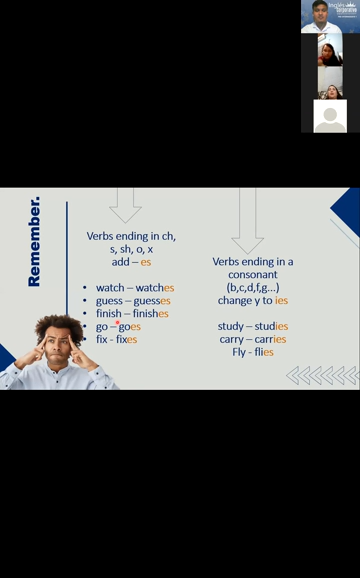 Remember.
Verbs ending in ch,
s, sh, o, x
add – es
• watch – watches
• guess – guesses
• finish – finishes
• go – goes
• fix - fixes
Verbs ending in a
consonant
(b,c,d,f,g...)
change y to ies
study – studies
carry – carries
Fly - flies